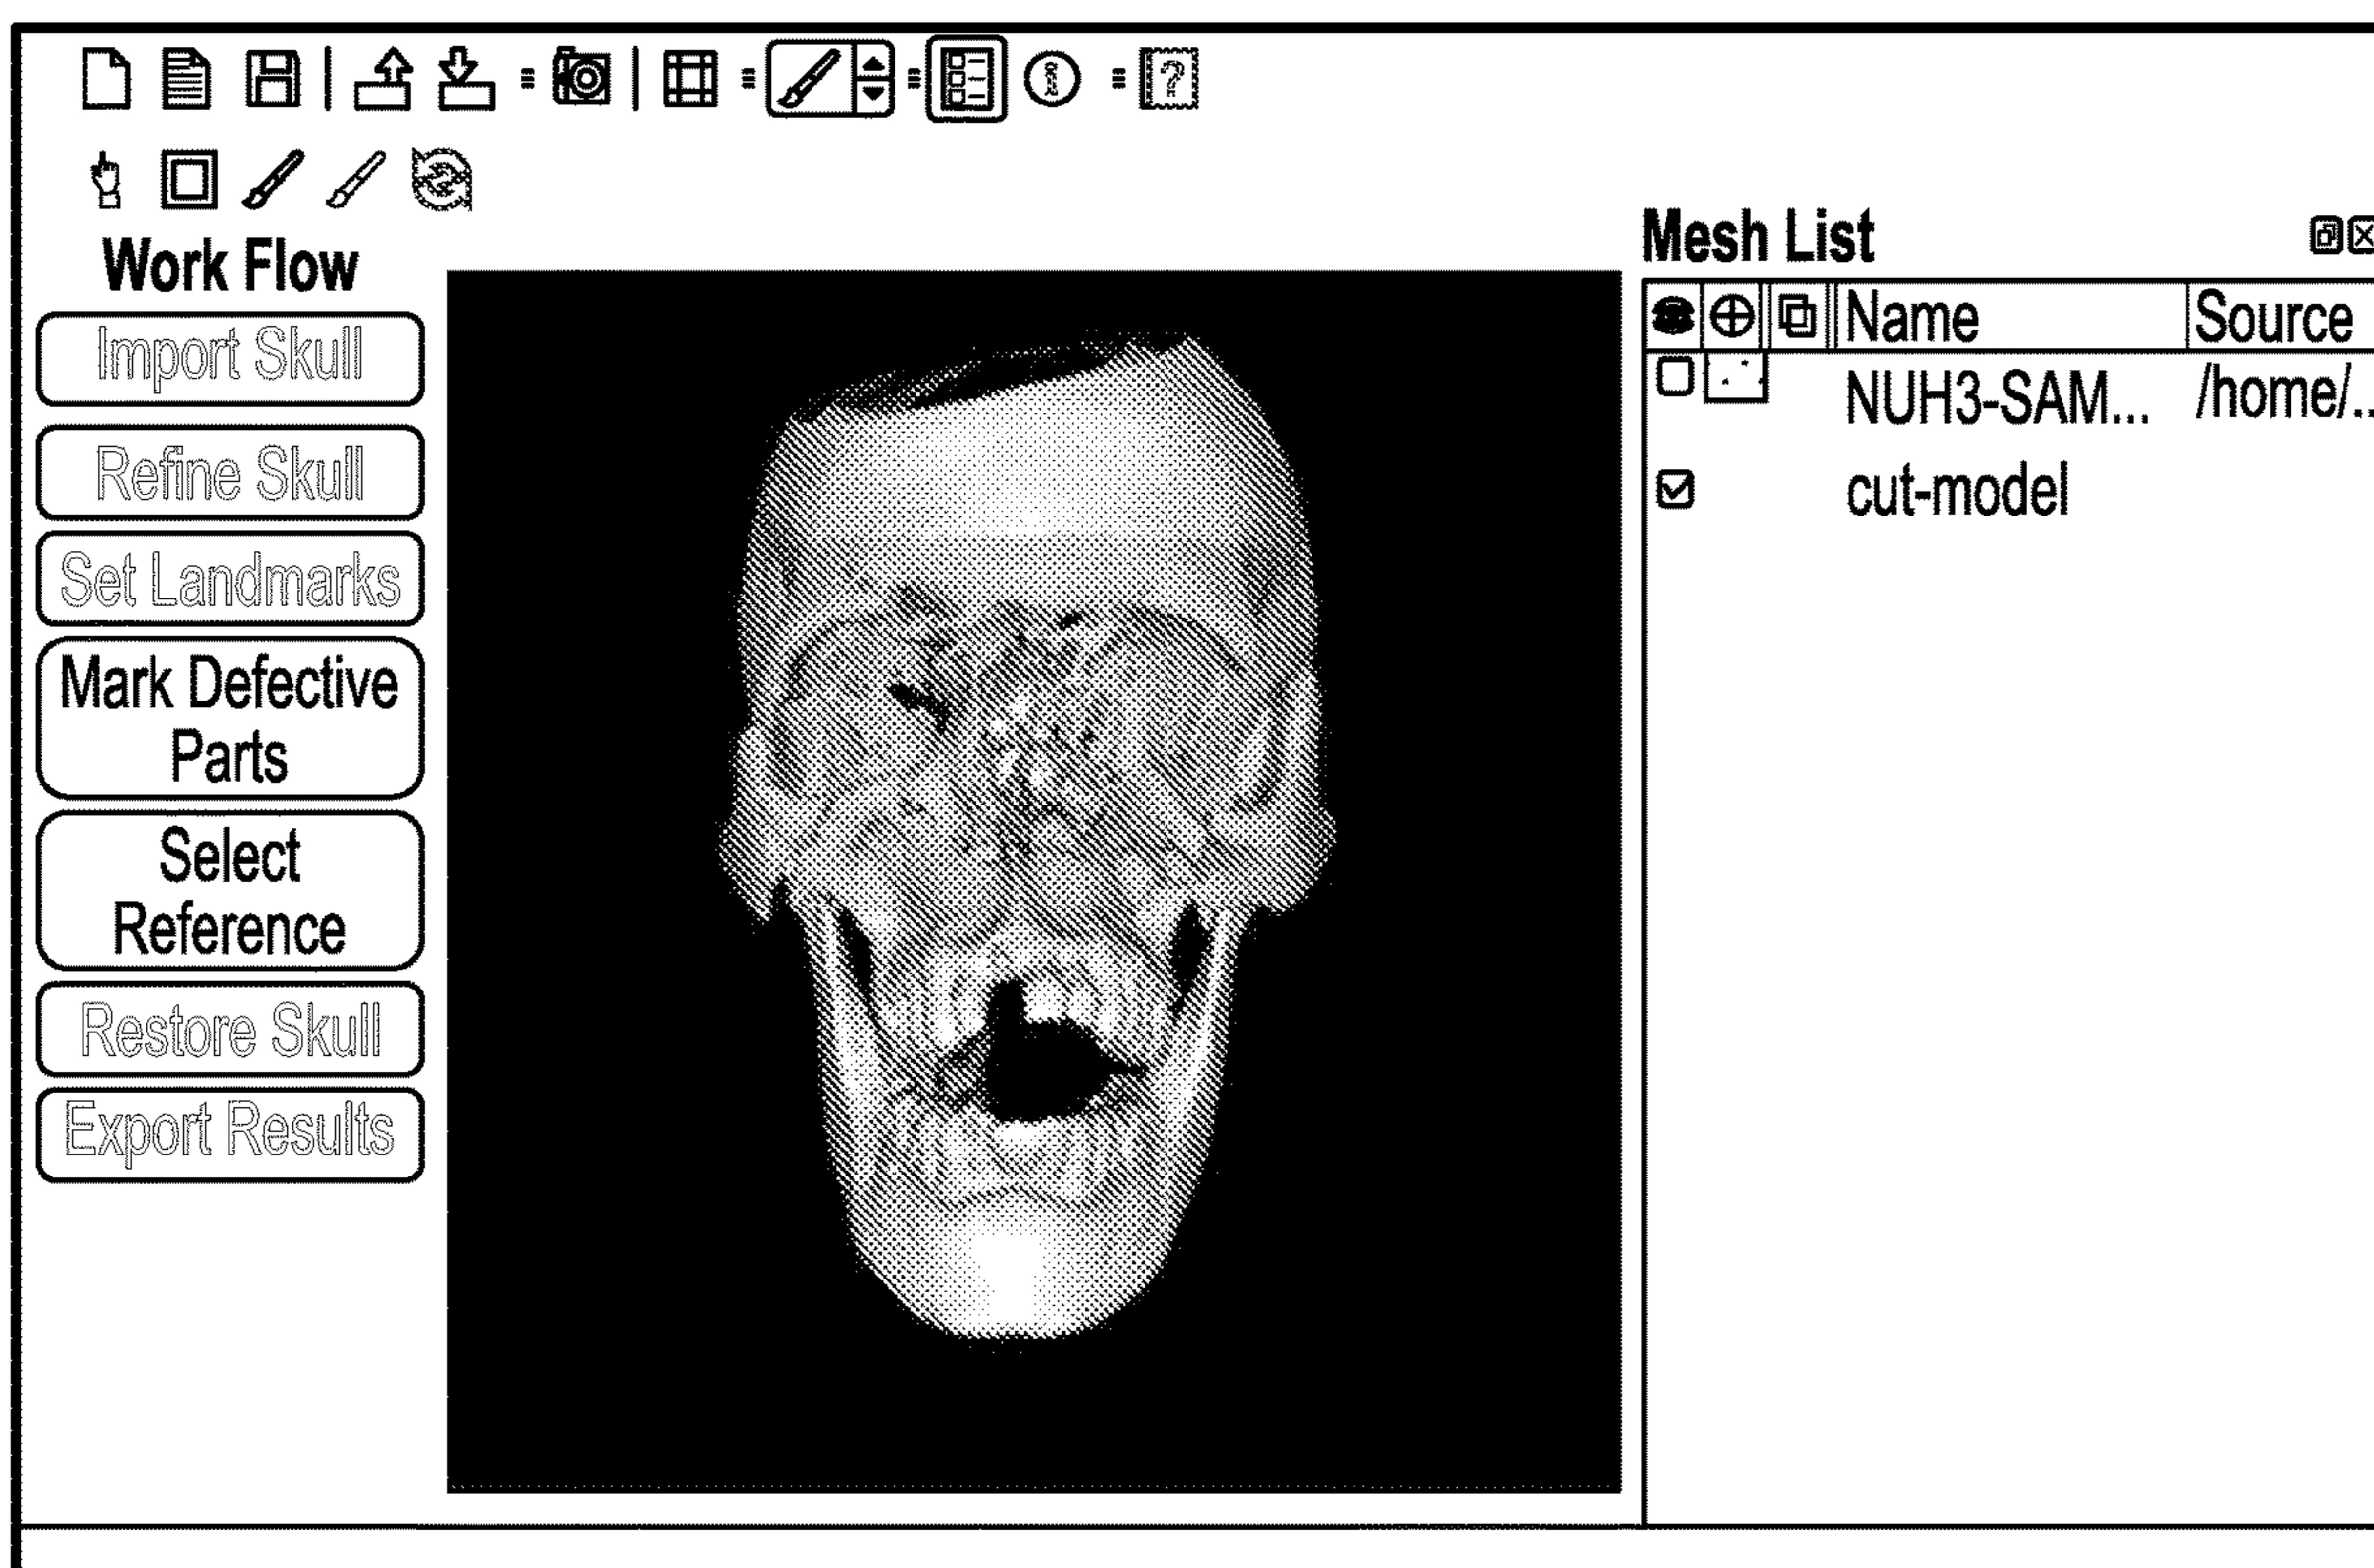 Work Flow
Import Skull
Refine Skull
Set Landmarks
Mark Defective
Parts
Select
Reference
Restore Skull
Export Results
Mesh List
Name Source
NUH3-SAM... /home/..
cut-model